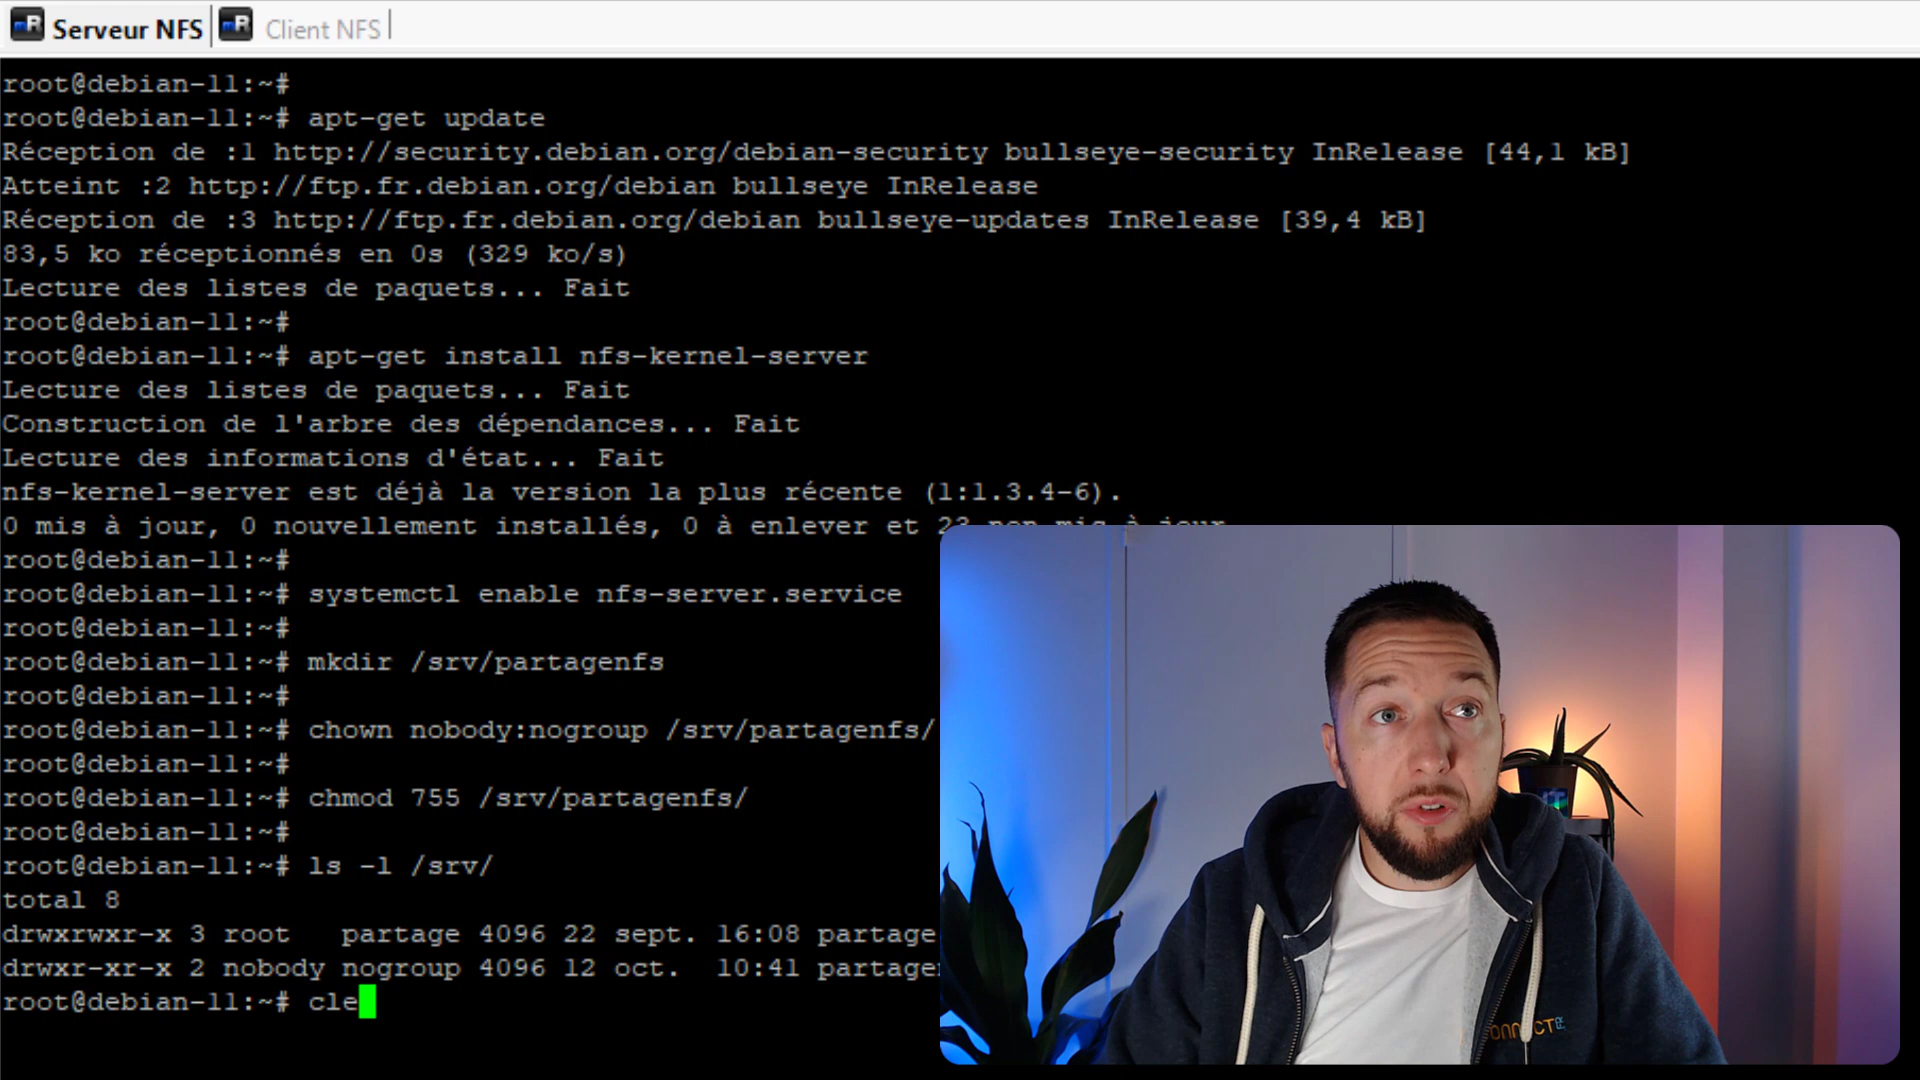 Serveur NFS
Client NFS
root@debian-11:~#
root@debian-11:~# apt-get update
Réception de :1 http://security.debian.org/debian-security bullseye-security InRelease [44,1 kB]
Atteint :2 http://ftp.fr.debian.org/debian bullseye InRelease
Réception de :3 http://ftp.fr.debian.org/debian bullseye-updates InRelease [39,4 kB]
83,5 ko réceptionnés en 0s (329 ko/s)
Lecture des listes de paquets... Fait
root@debian-11:~#
root@debian-11:~# apt-get install nfs-kernel-server
Lecture des listes de paquets... Fait
Construction de l'arbre des dépendances... Fait
Lecture des informations d'état... Fait
nfs-kernel-server est déjà la version la plus récente (1:1.3.4-6).
0 mis à jour, 0 nouvellement installés, 0 à enlever et 23 non mis à jour
root@debian-11:~#
root@debian-11:~# systemctl enable nfs-server.service
root@debian-11:~#
root@debian-11:~# mkdir /srv/partagenfs
root@debian-11:~#
root@debian-11:~# chown nobody:nogroup /srv/partagenfs/
root@debian-11:~#
root@debian-11:~# chmod 755 /srv/partagenfs/
root@debian-11:~#
root@debian-11:~# ls -l /srv/
total 8
drwxrwxr-x 3 root   partage 4096 22 sept. 16:08 partage
drwxr-xr-x 2 nobody nogroup 4096 12 oct.  10:41 partage
root@debian-11:~# cle